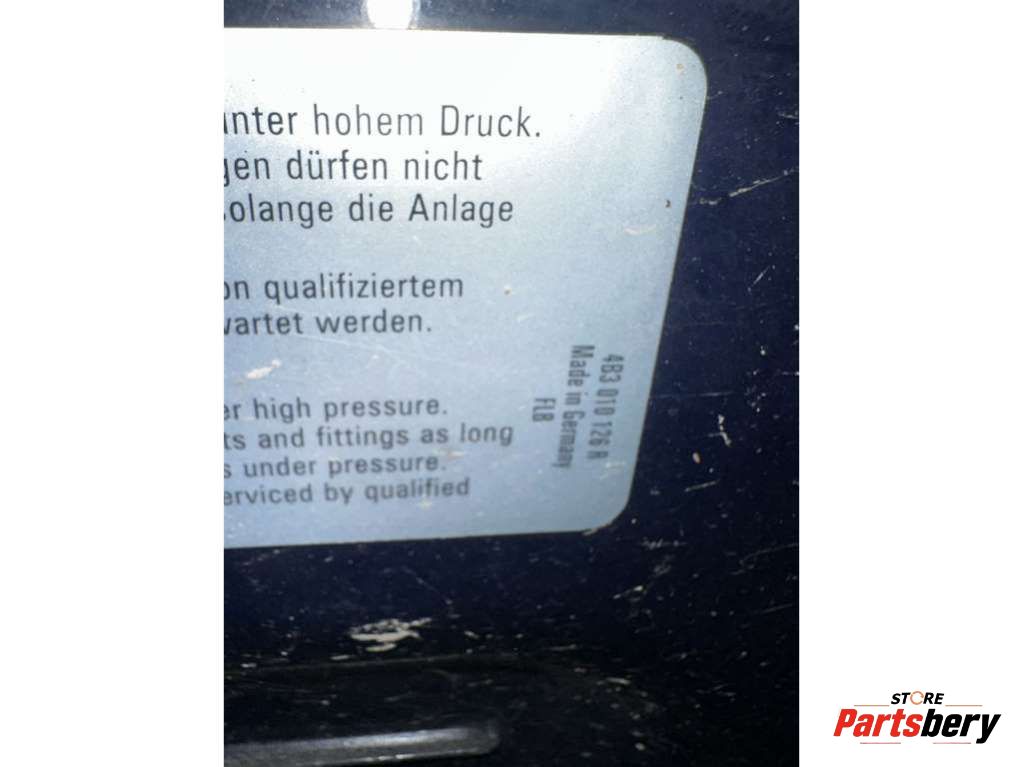 unter hohem Druck.
gen dürfen nicht
solange die Anlage
on qualifiziertem
wartet werden.
er high pressure.
ts and fittings as long
s under pressure.
erviced by qualified
4B3 010 126 R
Made in Germany
FLB
STORE
Partsbery